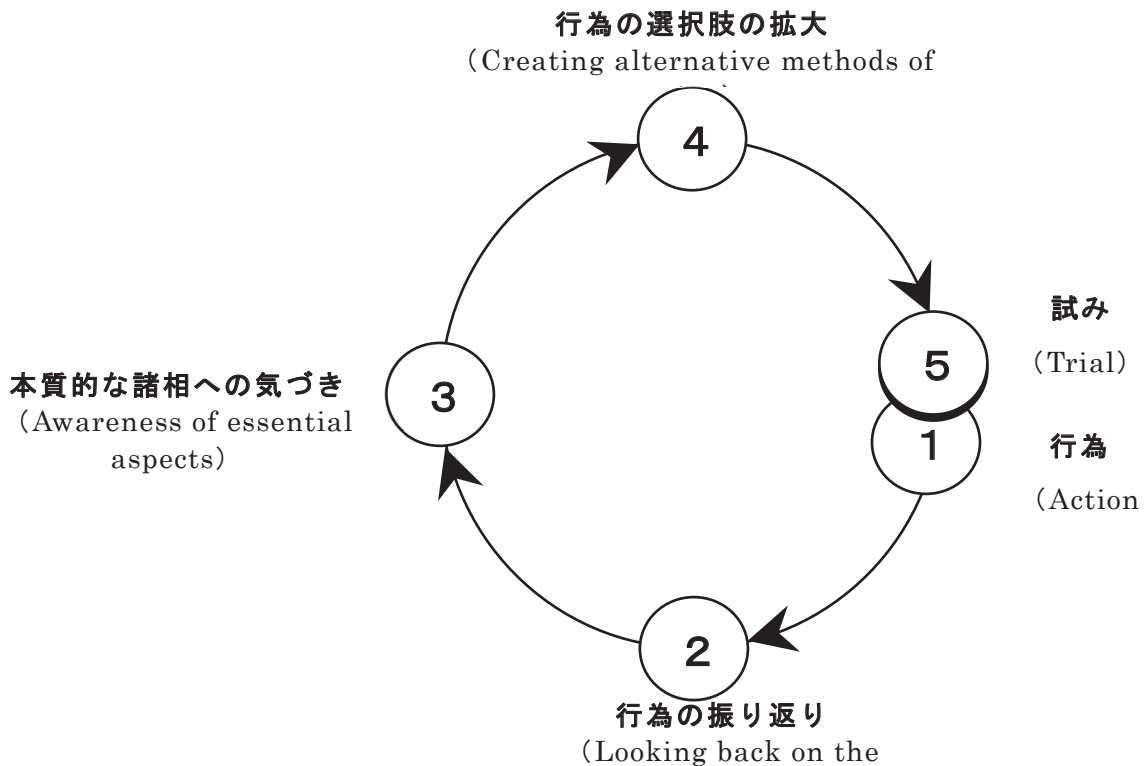 行為の選択肢の拡大
（Creating alternative methods of
4
試み
（Trial）
5
本質的な諸相への気づき
（Awareness of essential
aspects）
3
1
行為
（Action
2
行為の振り返り
（Looking back on the